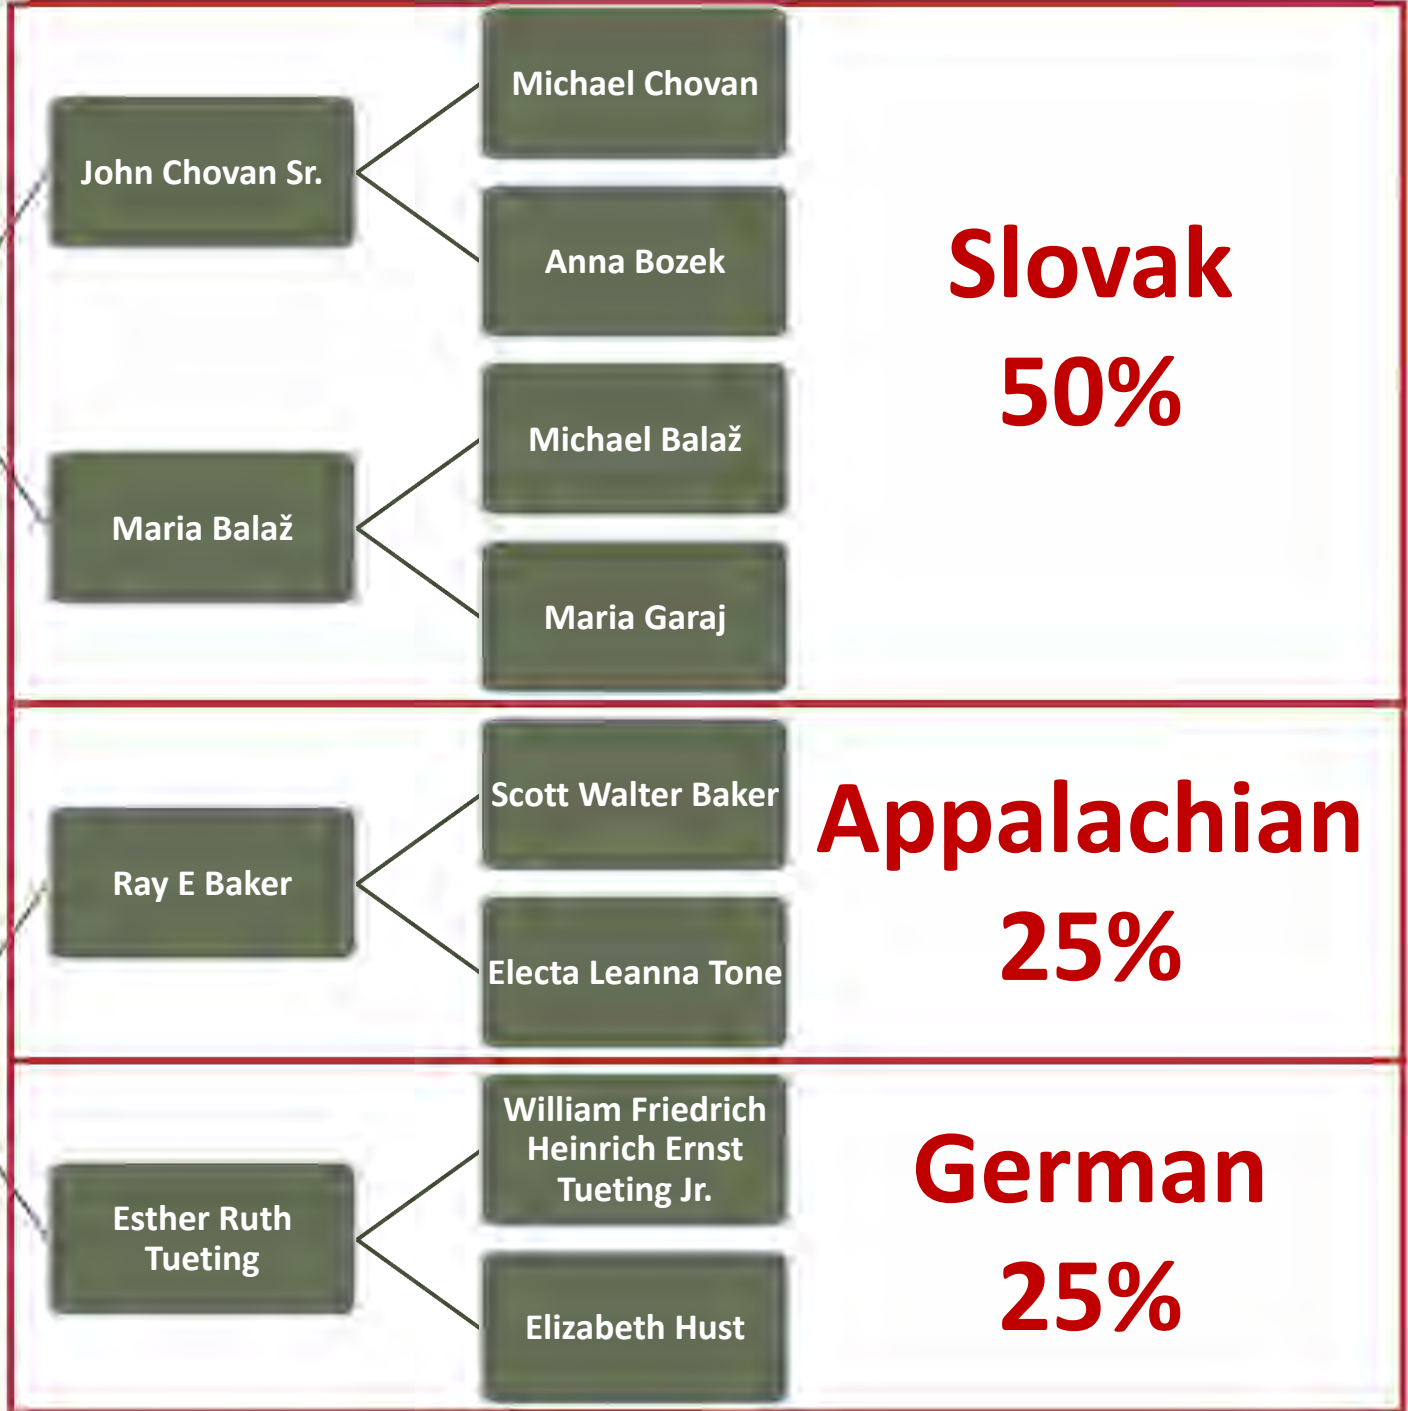 John Chovan Sr.
Michael Chovan
Anna Bozek
Maria Balaž
Michael Balaž
Maria Garaj
Slovak
50%
Ray E Baker
Scott Walter Baker
Electa Leanna Tone
Appalachian
25%
Esther Ruth
Tueting
William Friedrich
Heinrich Ernst
Tueting Jr.
Elizabeth Hust
German
25%